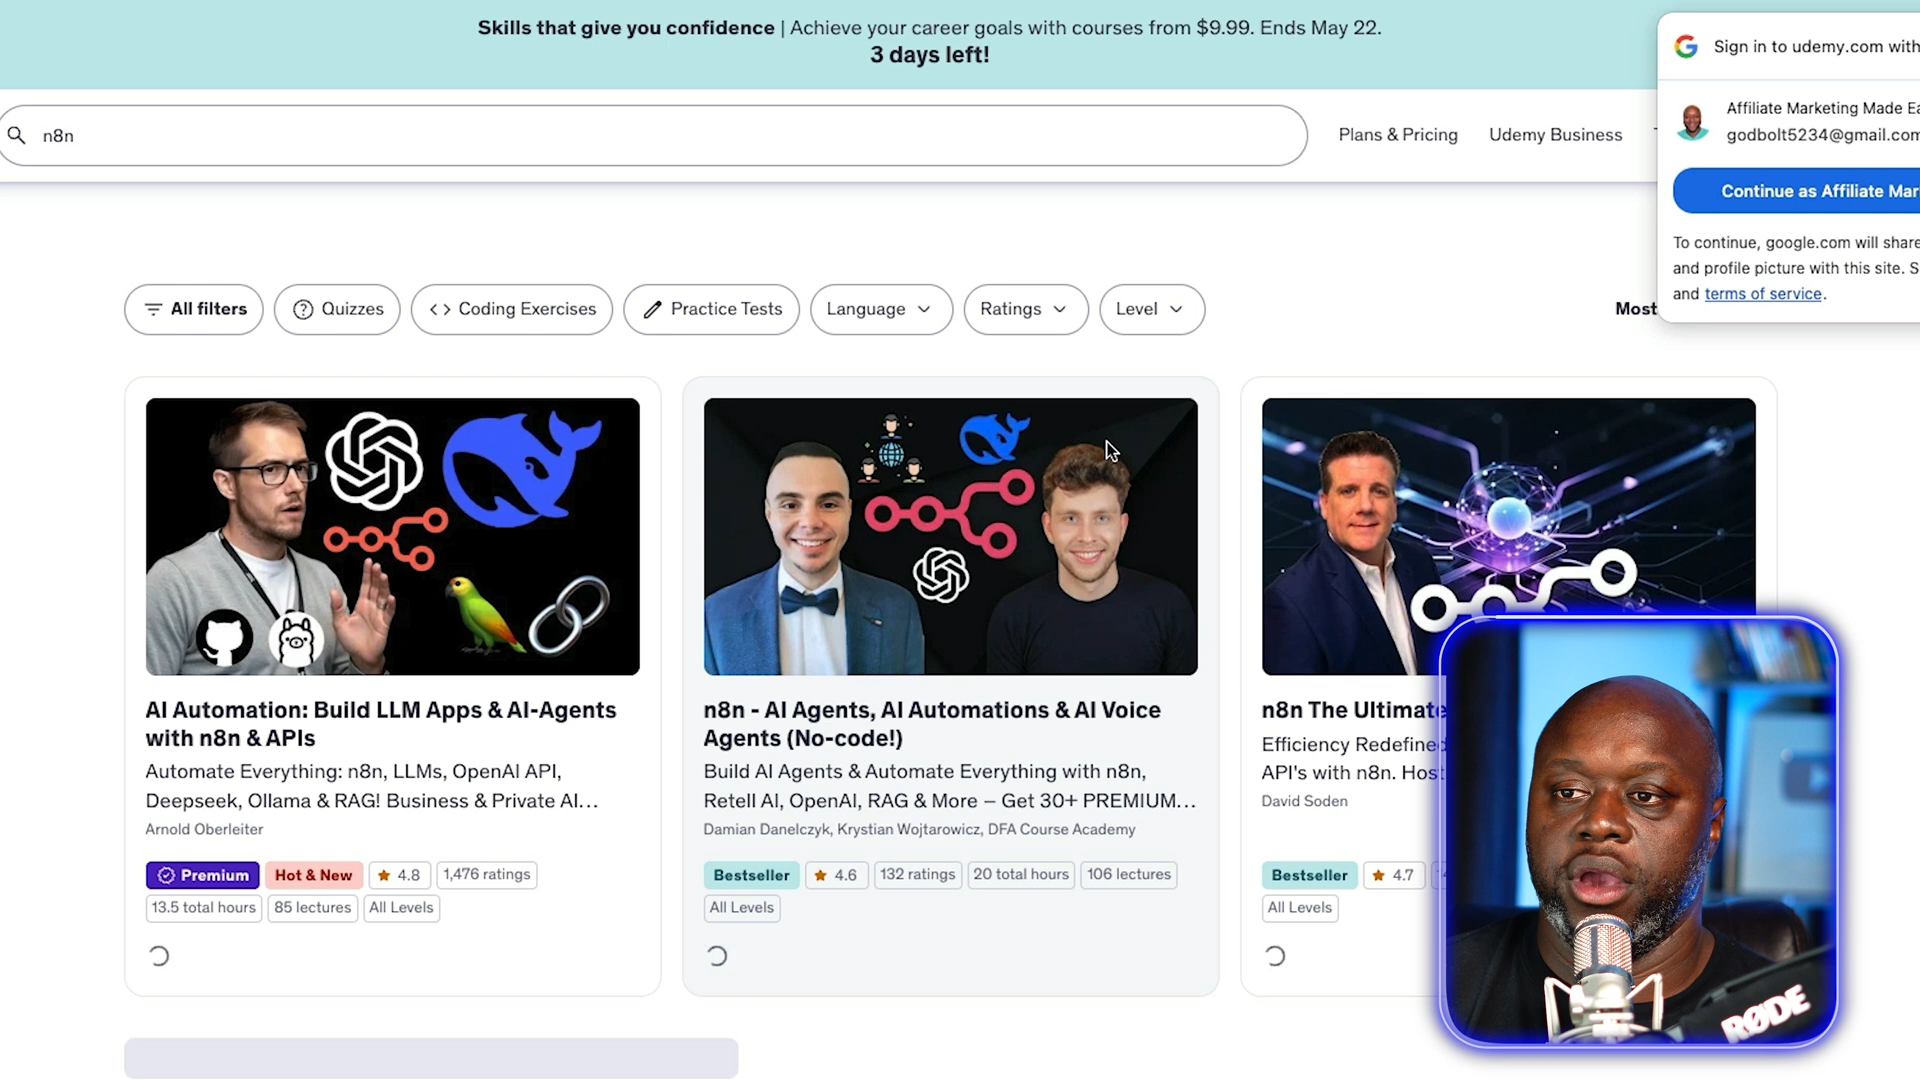 Skills that give you confidence | Achieve your career goals with courses from $9.99. Ends May 22.
3 days left!
Sign in to udemy.com with
n8n
Plans & Pricing
Udemy Business
Affiliate Marketing Made Ea
godbolt5234@gmail.com
Continue as Affiliate Mar
To continue, google.com will share
and profile picture with this site. S
and terms of service.
All filters
Quizzes
Coding Exercises
Practice Tests
Language
Ratings
Level
Most
AI Automation: Build LLM Apps & AI-Agents
with n8n & APIs
Automate Everything: n8n, LLMs, OpenAI API,
Deepseek, Ollama & RAG! Business & Private AI...
Arnold Oberleiter
Premium
Hot & New
4.8
1,476 ratings
13.5 total hours
85 lectures
All Levels
n8n - AI Agents, AI Automations & AI Voice
Agents (No-code!)
Build AI Agents & Automate Everything with n8n,
Retell AI, OpenAI, RAG & More – Get 30+ PREMIUM...
Damian Danelczyk, Krystian Wojtarowicz, DFA Course Academy
Bestseller
4.6
132 ratings
20 total hours
106 lectures
All Levels
n8n The Ultimate
Efficiency Redefined
API's with n8n. Host
David Soden
Bestseller
4.7
All Levels
RØDE